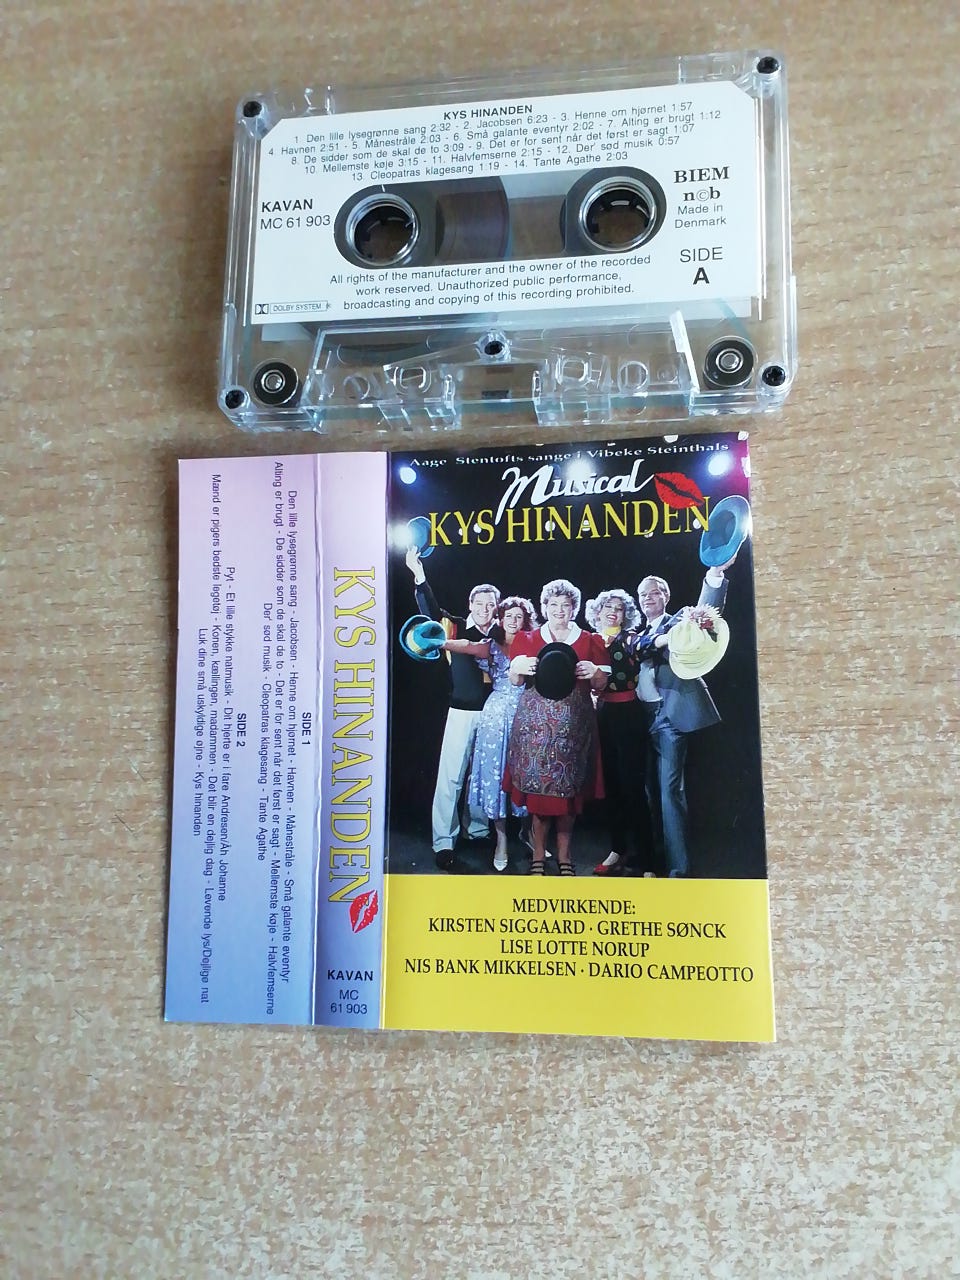 KYS HINANDEN
1. Den lille lysegrønne sang 2:32 - 2. Jacobsen 6:23 - 3. Henne om hjørnet 1:57
4. Havnen 2:51 - 5. Månestråle 2:03 - 6. Små galante eventyr 2:02 - 7. Alting er brugt 1:12
8. De sidder som de skal de to 3:09 - 9. Det er for sent når det først er sagt 1:07
10. Mellemste køje 3:15 - 11. Halvfemserne 2:15 - 12. Der' sød musik 0:57
13. Cleopatras klagesang 1:19 - 14. Tante Agathe 2:03
KAVAN
MC 61 903
BIEM
n©b
Made in
Denmark
SIDE
A
All rights of the manufacturer and the owner of the recorded
work reserved. Unauthorized public performance,
broadcasting and copying of this recording prohibited.
DOLBY SYSTEM
Aage Stentofts sange i Vibeke Steinthals
Musical
KYS HINANDEN
MEDVIRKENDE:
KIRSTEN SIGGAARD · GRETHE SØNCK
LISE LOTTE NORUP
NIS BANK MIKKELSEN · DARIO CAMPEOTTO
KYS HINANDEN
KAVAN
MC
61 903
SIDE 1
Den lille lysegrønne sang - Jacobsen - Henne om hjørnet - Havnen - Månestråle - Små galante eventyr
Alting er brugt - De sidder som de skal de to - Det er for sent når det først er sagt - Mellemste køje - Halvfemserne
Der' sød musik - Cleopatras klagesang - Tante Agathe
SIDE 2
Pyt - Et lille stykke natmusik - Dit hjerte er i fare Andresen/Åh Johanne
Mænd er pigers bedste legetøj - Konen, kællingen, madammen - Det blir en dejlig dag - Levende lys/Dejlige nat
Luk dine små uskyldige øjne - Kys hinanden